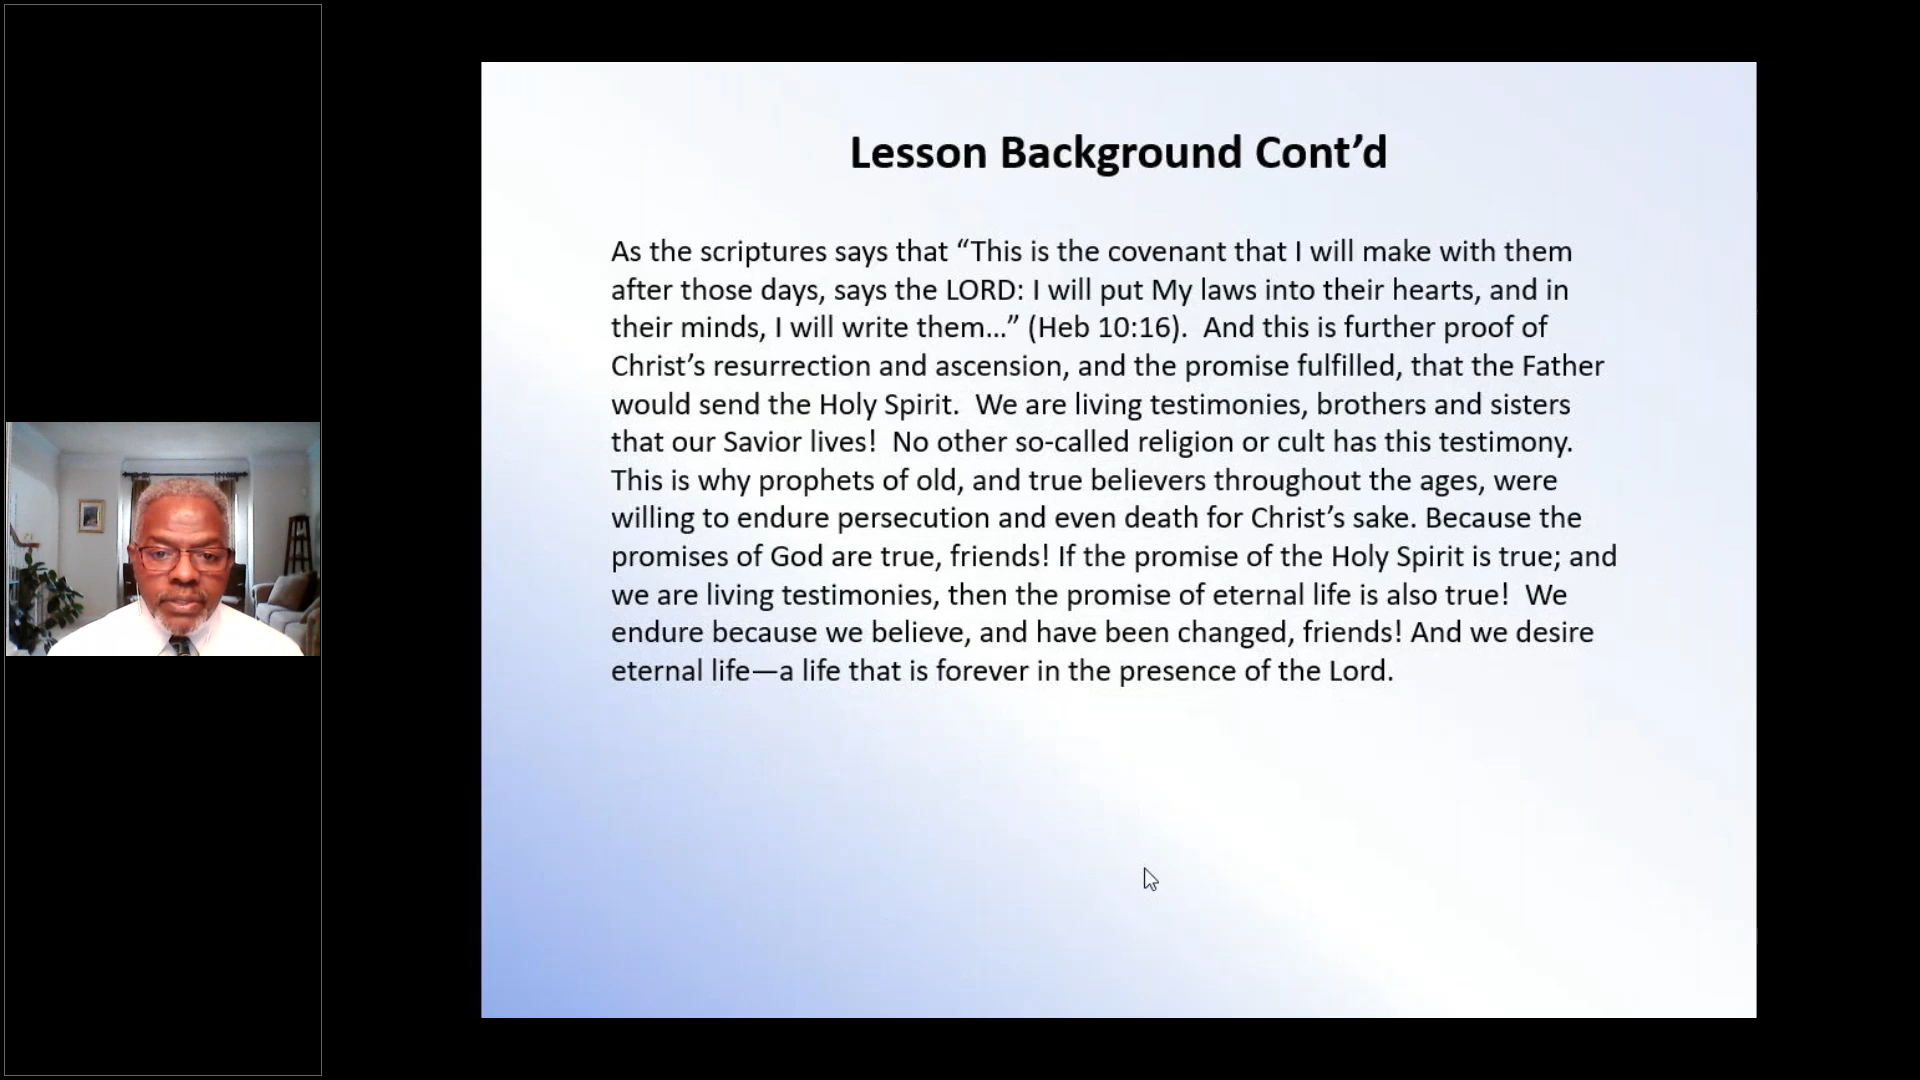 Lesson Background Cont’d
As the scriptures says that “This is the covenant that I will make with them
after those days, says the LORD: I will put My laws into their hearts, and in
their minds, I will write them…” (Heb 10:16).  And this is further proof of
Christ’s resurrection and ascension, and the promise fulfilled, that the Father
would send the Holy Spirit.  We are living testimonies, brothers and sisters
that our Savior lives!  No other so-called religion or cult has this testimony.
This is why prophets of old, and true believers throughout the ages, were
willing to endure persecution and even death for Christ’s sake. Because the
promises of God are true, friends! If the promise of the Holy Spirit is true; and
we are living testimonies, then the promise of eternal life is also true!  We
endure because we believe, and have been changed, friends! And we desire
eternal life—a life that is forever in the presence of the Lord.